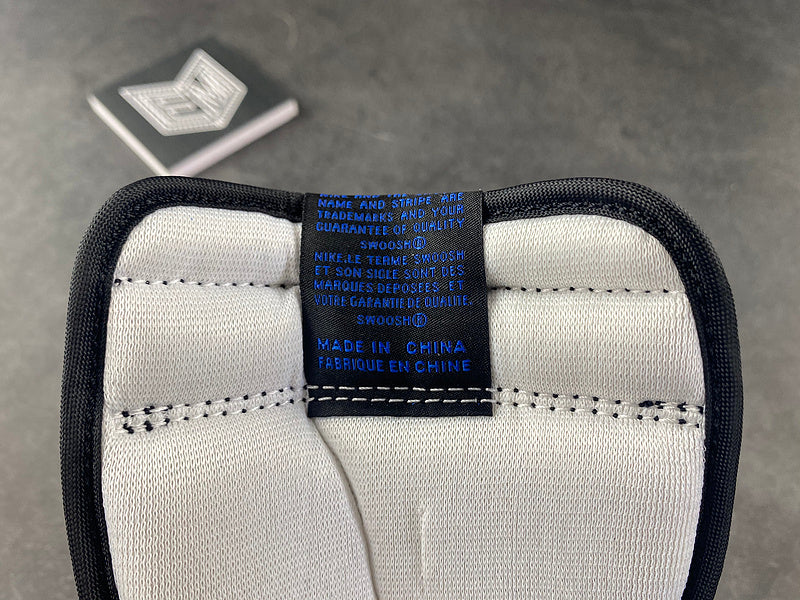 NAME AND STRIPE ARE
TRADEMARKS AND YOUR
GUARANTEE OF QUALITY
SWOOSH®
NIKE.LE TERME SWOOSH
ET SON SIGLE SONT DES
MARQUES DEPOSEES ET
VOTRE GARANTIE DE QUALITE.
SWOOSH®
MADE IN CHINA
FABRIQUE EN CHINE